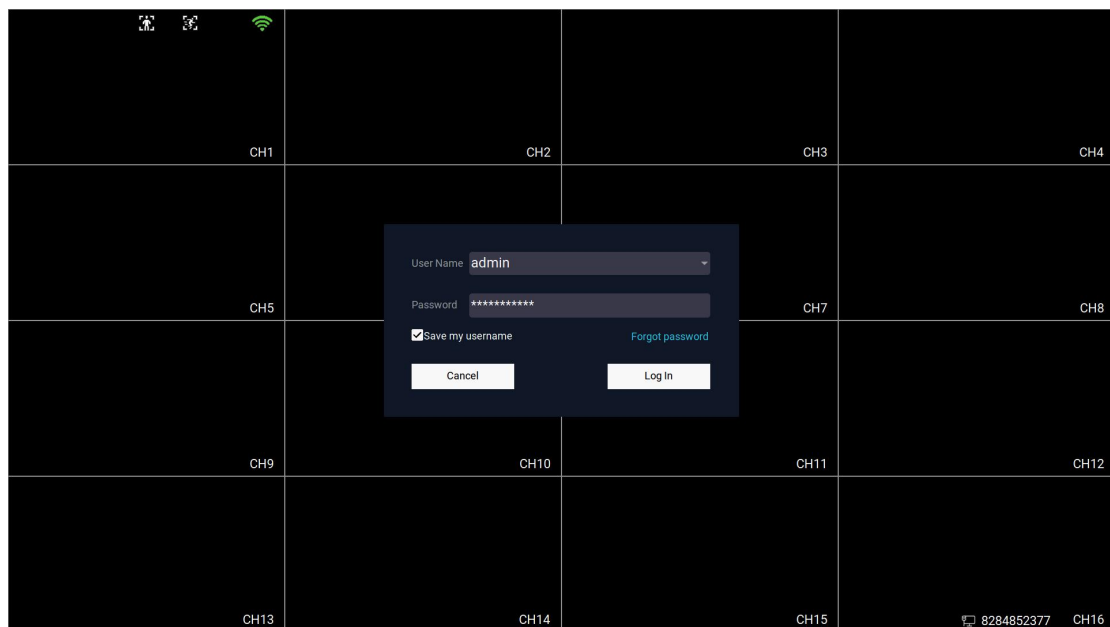 CH1
CH2
CH3
CH4
User Name admin
Password ***********
CH5
CH7
CH8
Save my username
Forgot password
Cancel
Log In
CH9
CH10
CH11
CH12
CH13
CH14
CH15
8284852377
CH16